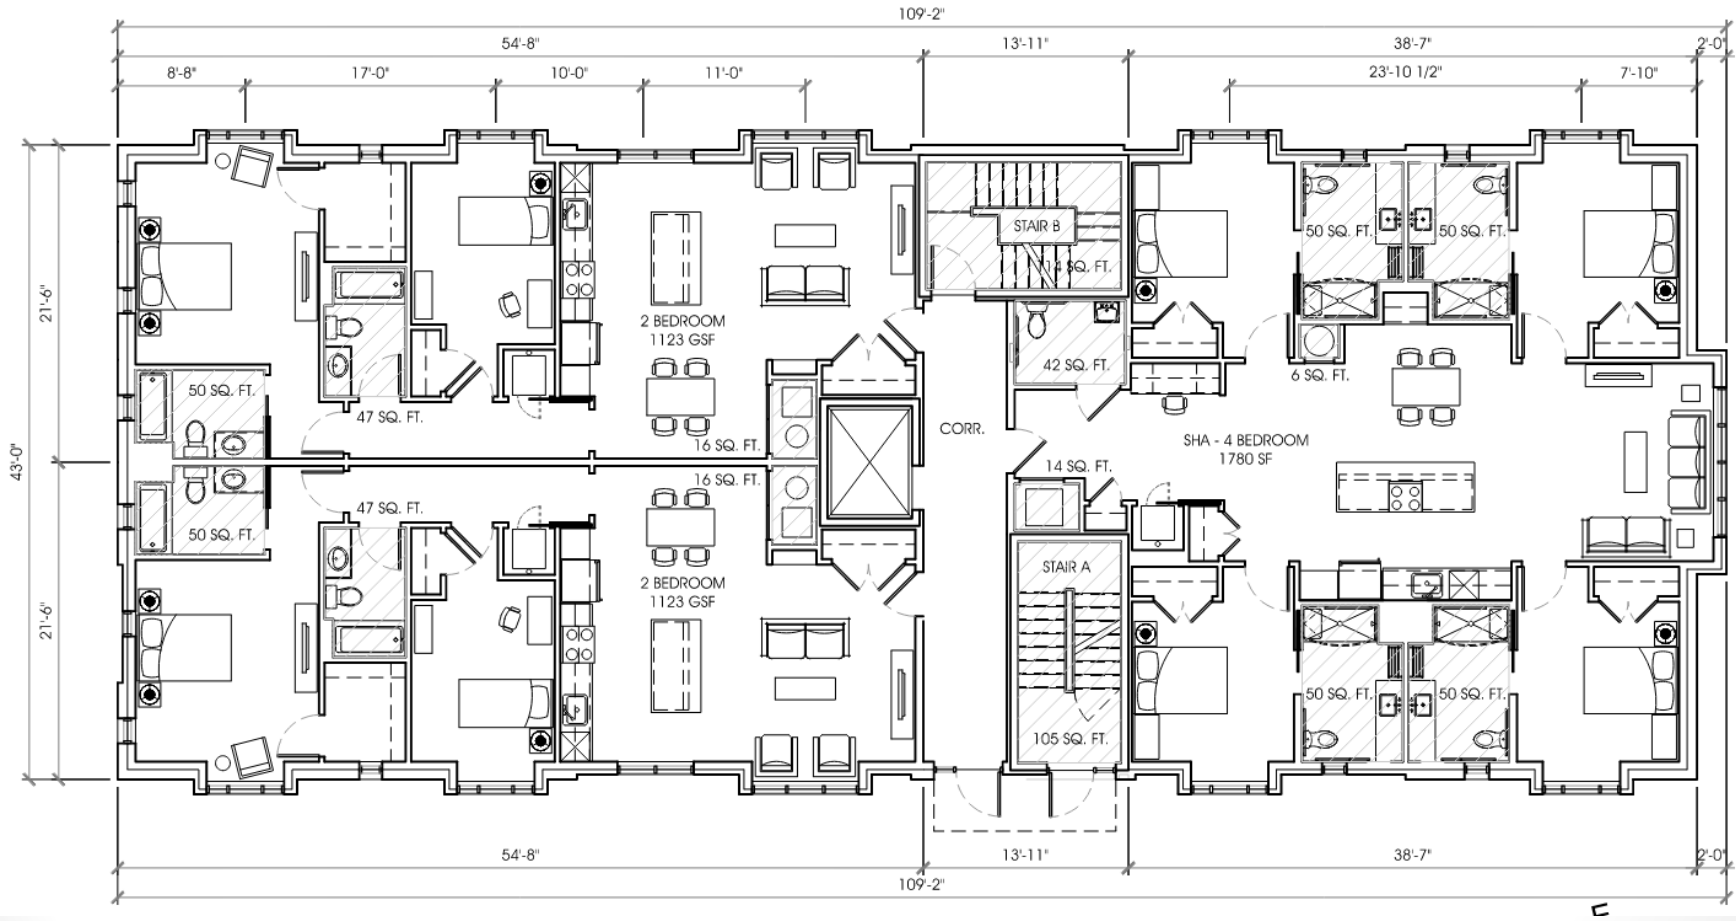 109'-2"
54'-8"
13'-11"
38'-7"
2'-0"
8'-8"
17'-0"
10'-0"
11'-0"
23'-10 1/2"
7'-10"
STAIR B
50 SQ. FT.
50 SQ. FT.
114 SQ. FT.
21'-6"
2 BEDROOM
1123 GSF
42 SQ. FT.
6 SQ. FT.
50 SQ. FT.
47 SQ. FT.
CORR.
SHA - 4 BEDROOM
1780 SF
16 SQ. FT.
43'-0"
14 SQ. FT.
16 SQ. FT.
47 SQ. FT.
50 SQ. FT.
STAIR A
2 BEDROOM
1123 GSF
21'-6"
50 SQ. FT.
50 SQ. FT.
105 SQ. FT.
54'-8"
13'-11"
38'-7"
2'-0"
109'-2"